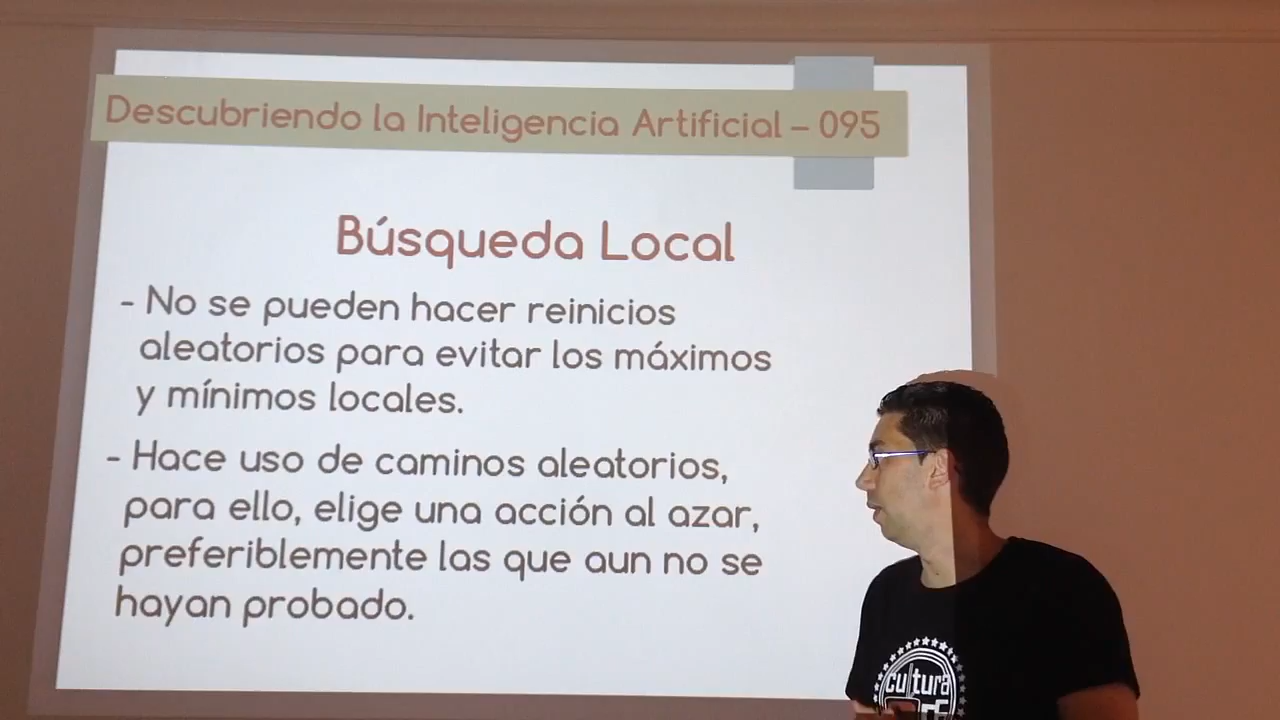 Descubriendo la Inteligencia Artificial – 095
Búsqueda Local
- No se pueden hacer reinicios
aleatorios para evitar los máximos
y mínimos locales.
- Hace uso de caminos aleatorios,
para ello, elige una acción al azar,
preferiblemente las que aun no se
hayan probado.
cultura